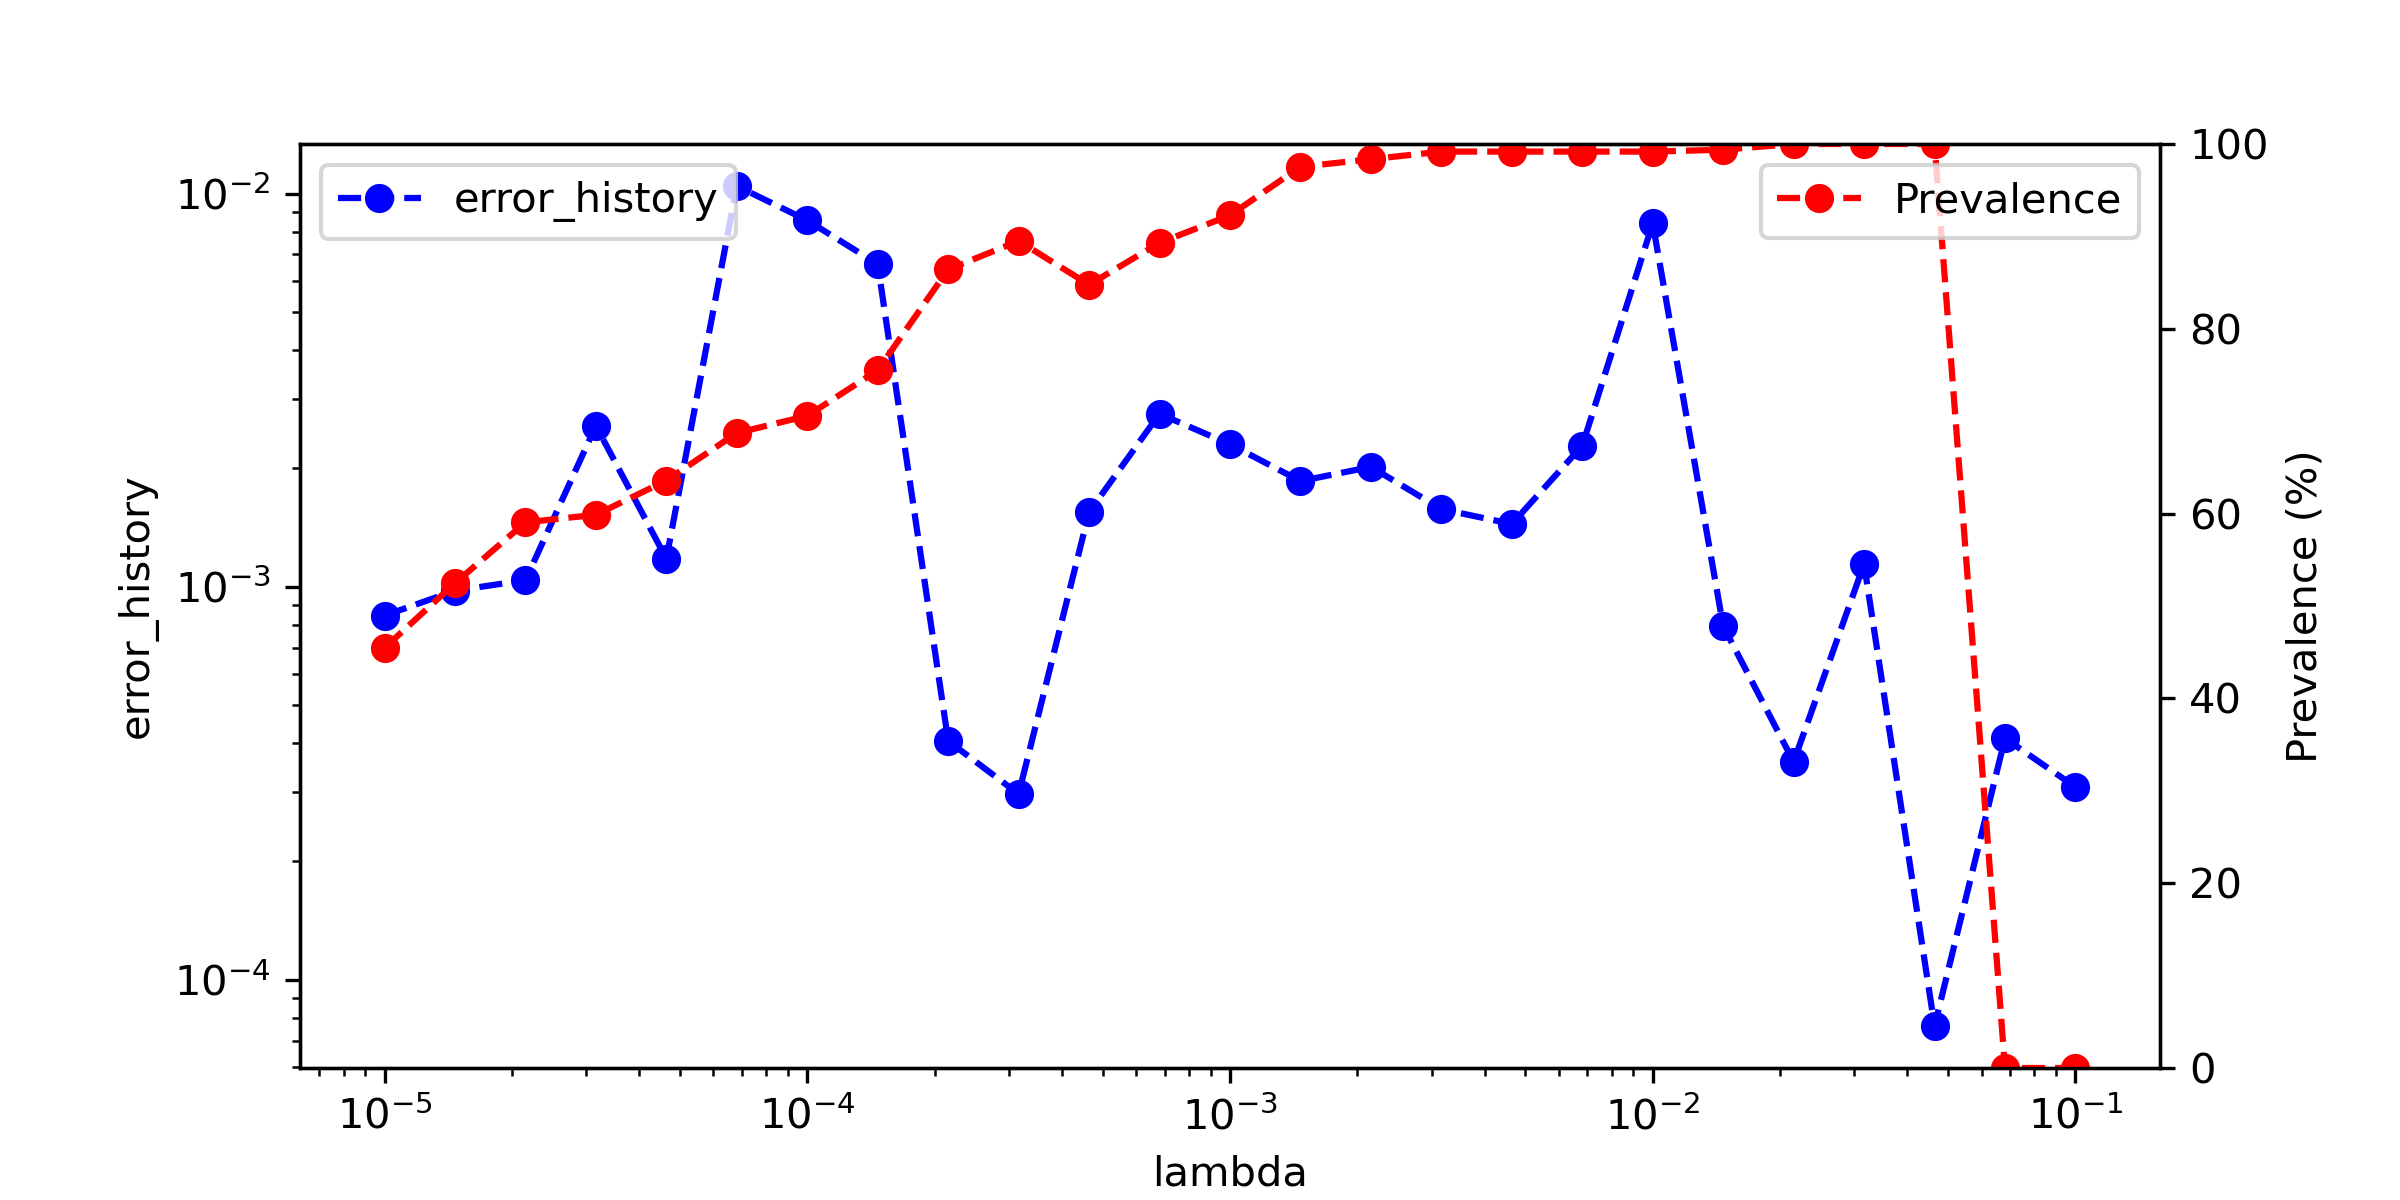 error_history
Prevalence
10⁻²
10⁻³
10⁻⁴
error_history
100
80
60
40
20
0
Prevalence (%)
10⁻⁵ 10⁻⁴ 10⁻³ 10⁻² 10⁻¹
lambda